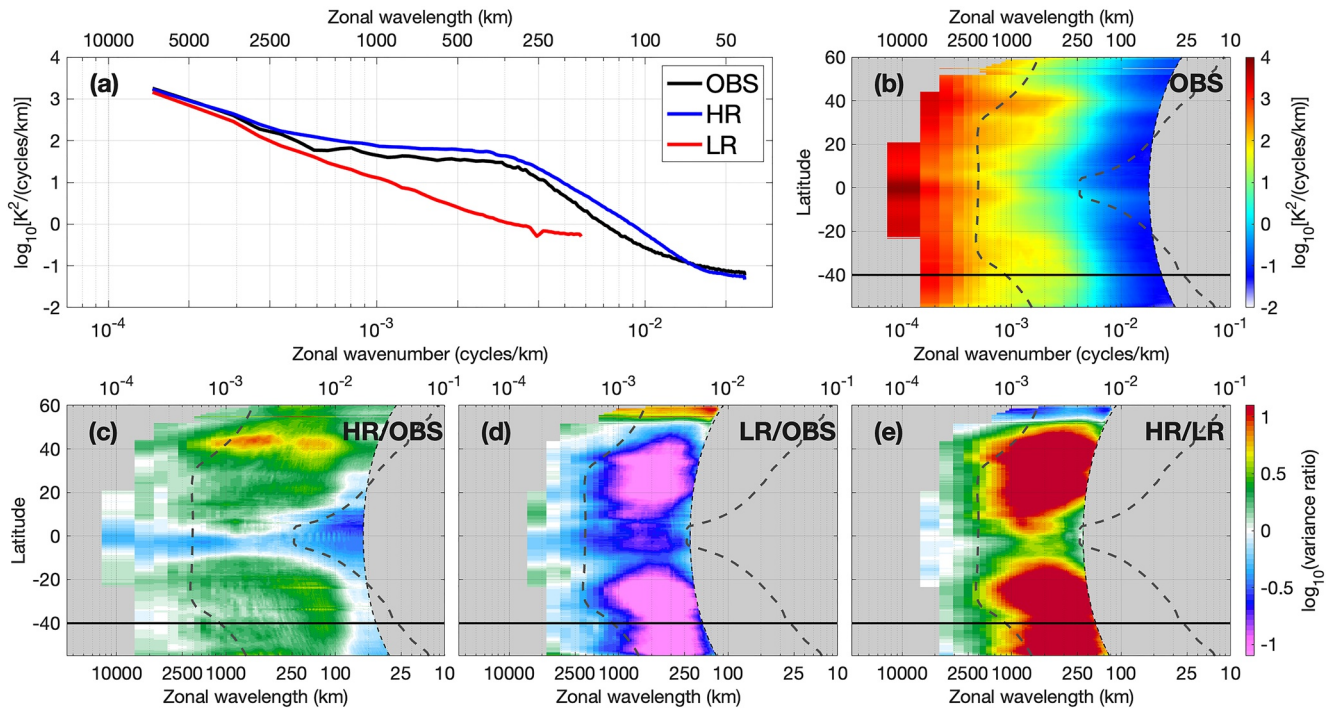 Zonal wavelength (km)
10000 5000 2500 1000 500 250 100 50
(a)
OBS
HR
LR
4
3
2
1
0
-1
-2
log10[K2/(cycles/km)]
10-4 10-3 10-2
Zonal wavenumber (cycles/km)
Zonal wavelength (km)
10000 2500 1000 250 100 25 10
(b)
OBS
60
40
20
0
-20
-40
Latitude
10-4 10-3 10-2 10-1
Zonal wavenumber (cycles/km)
4
3
2
1
0
-1
-2
log10[K2/(cycles/km)]
10-4 10-3 10-2 10-1
(c)
HR/OBS
60
40
20
0
-20
-40
Latitude
10000 2500 1000 250 100 25 10
Zonal wavelength (km)
10-4 10-3 10-2 10-1
(d)
LR/OBS
10000 2500 1000 250 100 25 10
Zonal wavelength (km)
10-4 10-3 10-2 10-1
(e)
HR/LR
10000 2500 1000 250 100 25 10
Zonal wavelength (km)
1
0.5
0
-0.5
-1
log10(variance ratio)